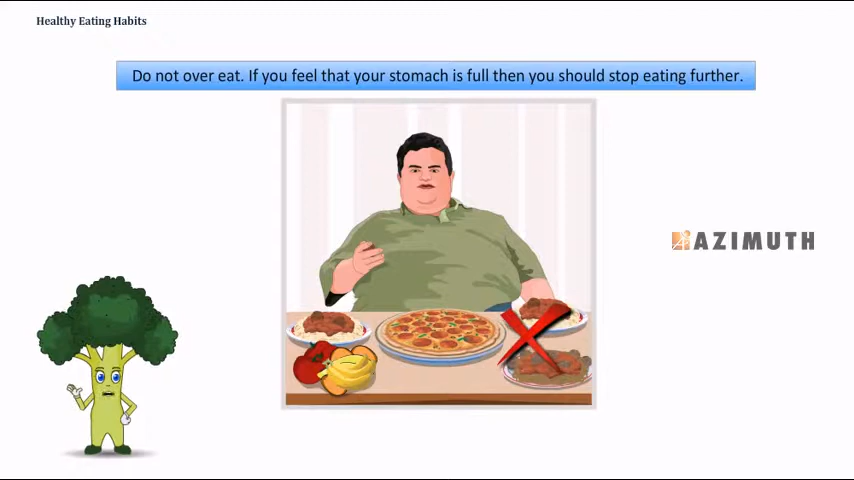 Healthy Eating Habits
Do not over eat. If you feel that your stomach is full then you should stop eating further.
AZIMUTH